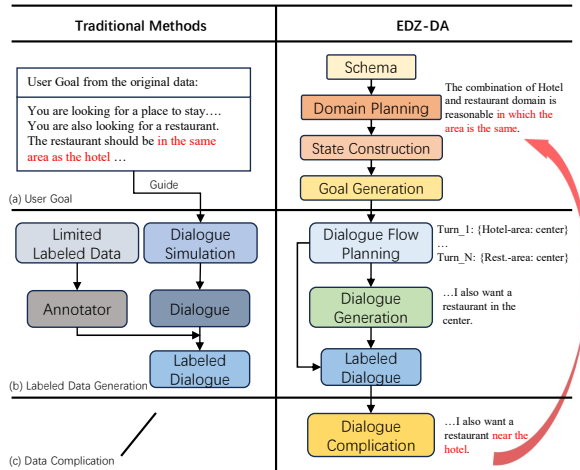 Traditional Methods
EDZ-DA
User Goal from the original data:
You are looking for a place to stay….
You are also looking for a restaurant.
The restaurant should be in the same
area as the hotel …
Guide
(a) User Goal
Schema
Domain Planning
State Construction
Goal Generation
The combination of Hotel
and restaurant domain is
reasonable in which the
area is the same.
Limited
Labeled Data
Dialogue
Simulation
Annotator
Dialogue
Labeled
Dialogue
(b) Labeled Data Generation
Dialogue Flow
Planning
Turn_1: {Hotel-area: center}
…
Turn_N: {Rest.-area: center}
Dialogue
Generation
…I also want a
restaurant in the
center.
Labeled
Dialogue
(c) Data Complication
Dialogue
Complication
…I also want a
restaurant near the
hotel.